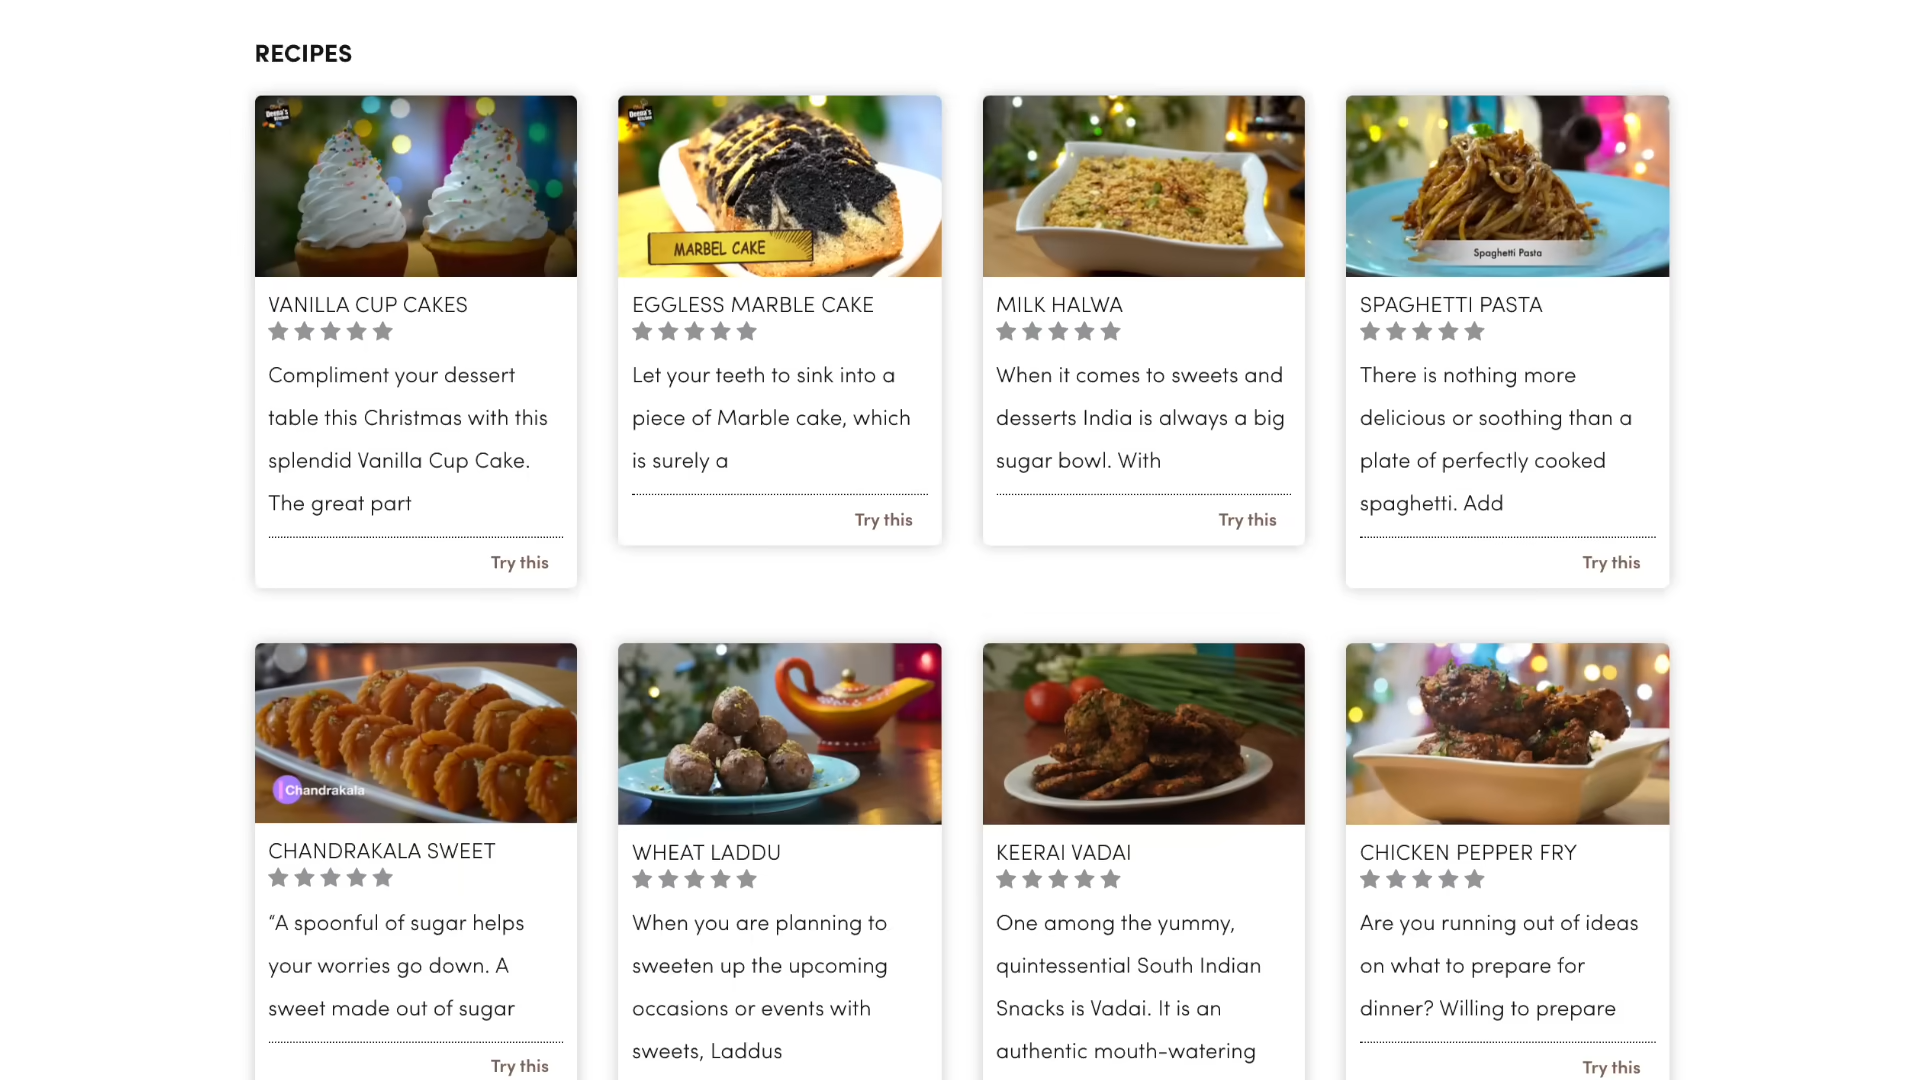 RECIPES
Deena's
Kitchen
Deena's
Kitchen
MARBEL CAKE
Spaghetti Pasta
VANILLA CUP CAKES
Compliment your dessert
table this Christmas with this
splendid Vanilla Cup Cake.
The great part
Try this
EGGLESS MARBLE CAKE
Let your teeth to sink into a
piece of Marble cake, which
is surely a
Try this
MILK HALWA
When it comes to sweets and
desserts India is always a big
sugar bowl. With
Try this
SPAGHETTI PASTA
There is nothing more
delicious or soothing than a
plate of perfectly cooked
spaghetti. Add
Try this
Chandrakala
CHANDRAKALA SWEET
“A spoonful of sugar helps
your worries go down. A
sweet made out of sugar
Try this
WHEAT LADDU
When you are planning to
sweeten up the upcoming
occasions or events with
sweets, Laddus
KEERAI VADAI
One among the yummy,
quintessential South Indian
Snacks is Vadai. It is an
authentic mouth-watering
CHICKEN PEPPER FRY
Are you running out of ideas
on what to prepare for
dinner? Willing to prepare
Try this